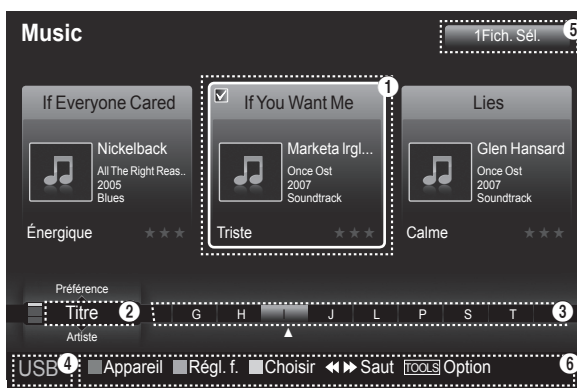 Music
1Fich. Sél.
5
1
If Everyone Cared
If You Want Me
Lies
Nickelback
All The Right Reas..
2005
Blues
Marketa Irgl...
Once Ost
2007
Soundtrack
Glen Hansard
Once Ost
2007
Soundtrack
Énergique
Triste
Calme
Préférence
Titre 2 G H I J L P S T 3
Artiste
USB 4 Appareil Régl. f. Choisir Saut TOOLS Option 6